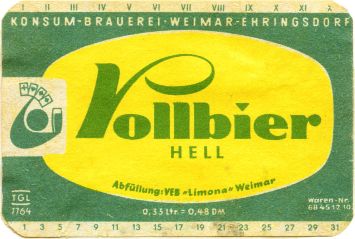 I II III IV V VI VII VIII IX X XI
KONSUM-BRAUEREI·WEIMAR-EHRINGSDORF
Vollbier
HELL
Abfüllung: VEB »Limona« Weimar
TGL
7764
0,33 Ltr. = 0,48 DM
Waren-Nr.
68 45 12 10
1 3 5 7 9 11 13 15 17 19 21 23 25 27 29 31